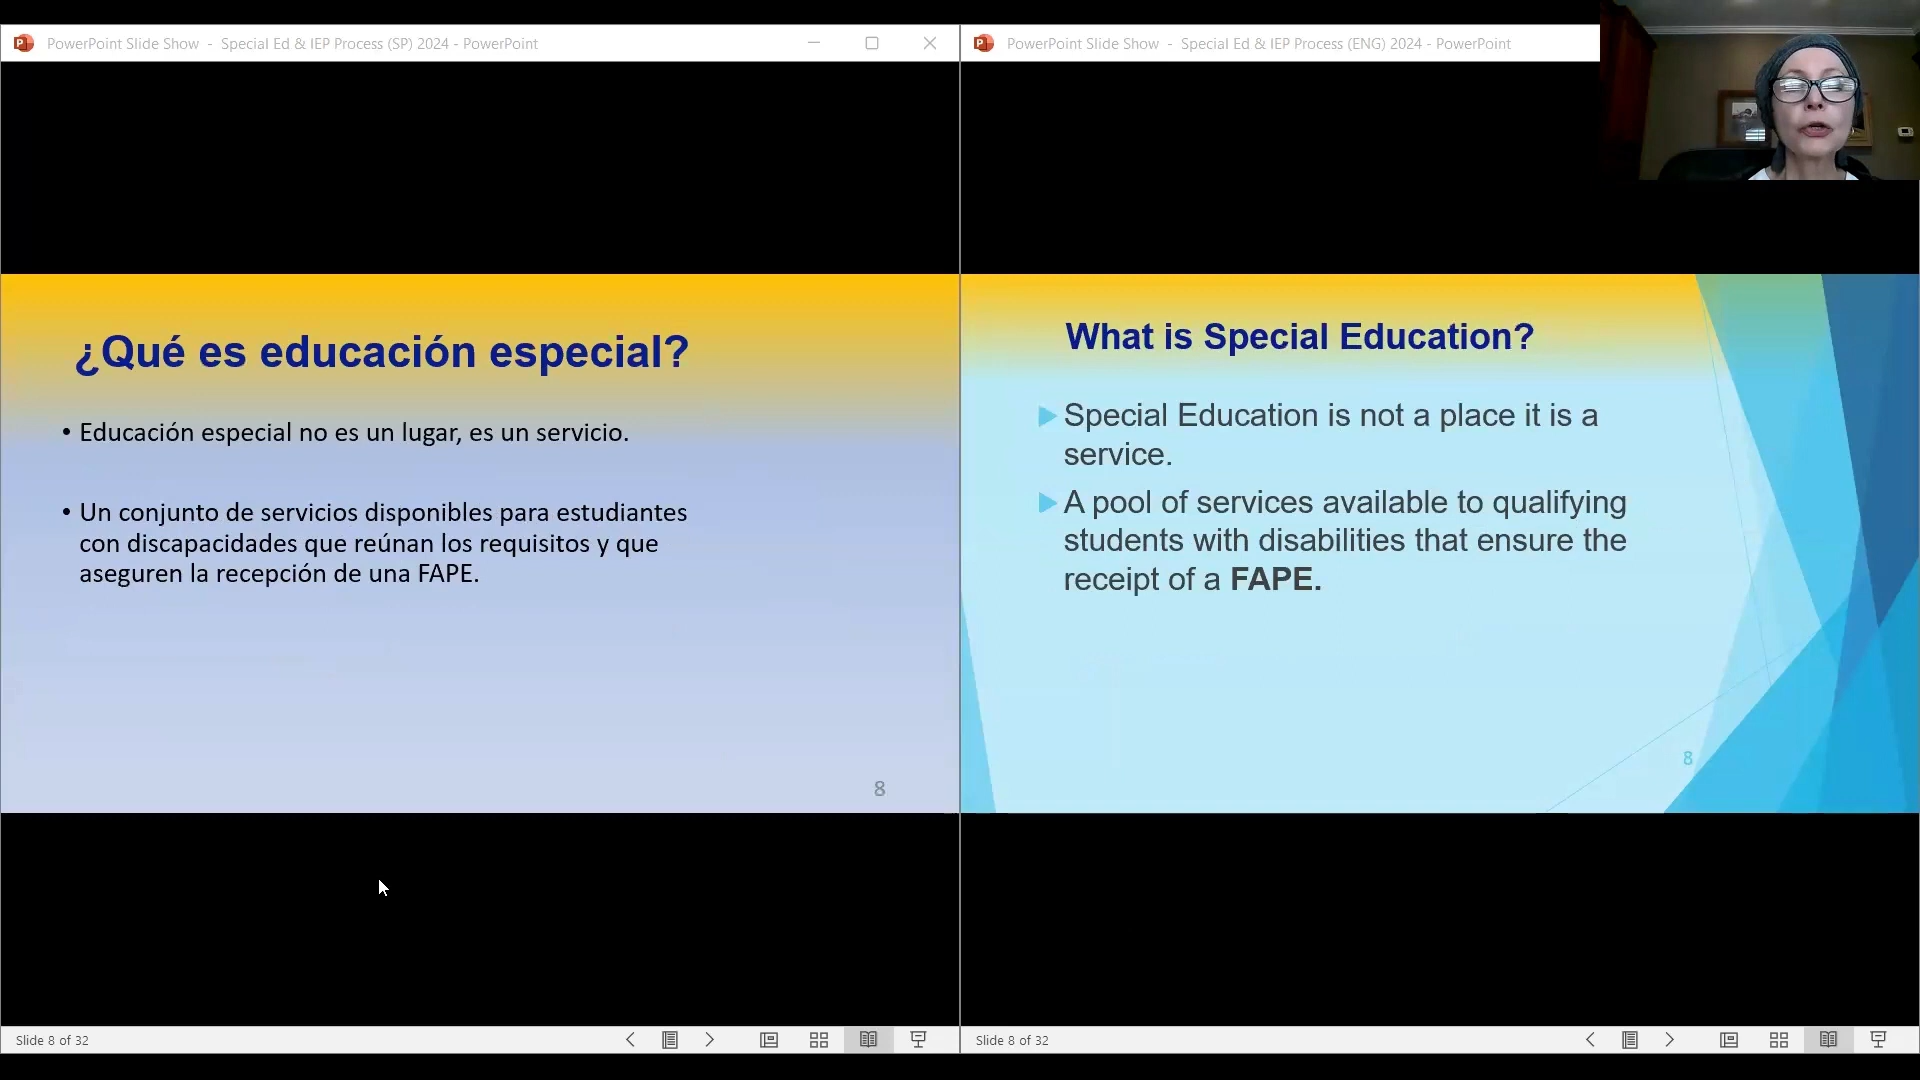 PowerPoint Slide Show - Special Ed & IEP Process (SP) 2024 - PowerPoint
¿Qué es educación especial?
• Educación especial no es un lugar, es un servicio.
• Un conjunto de servicios disponibles para estudiantes
con discapacidades que reúnan los requisitos y que
aseguren la recepción de una FAPE.
8
Slide 8 of 32
PowerPoint Slide Show - Special Ed & IEP Process (ENG) 2024 - PowerPoint
What is Special Education?
Special Education is not a place it is a
service.
A pool of services available to qualifying
students with disabilities that ensure the
receipt of a FAPE.
8
Slide 8 of 32